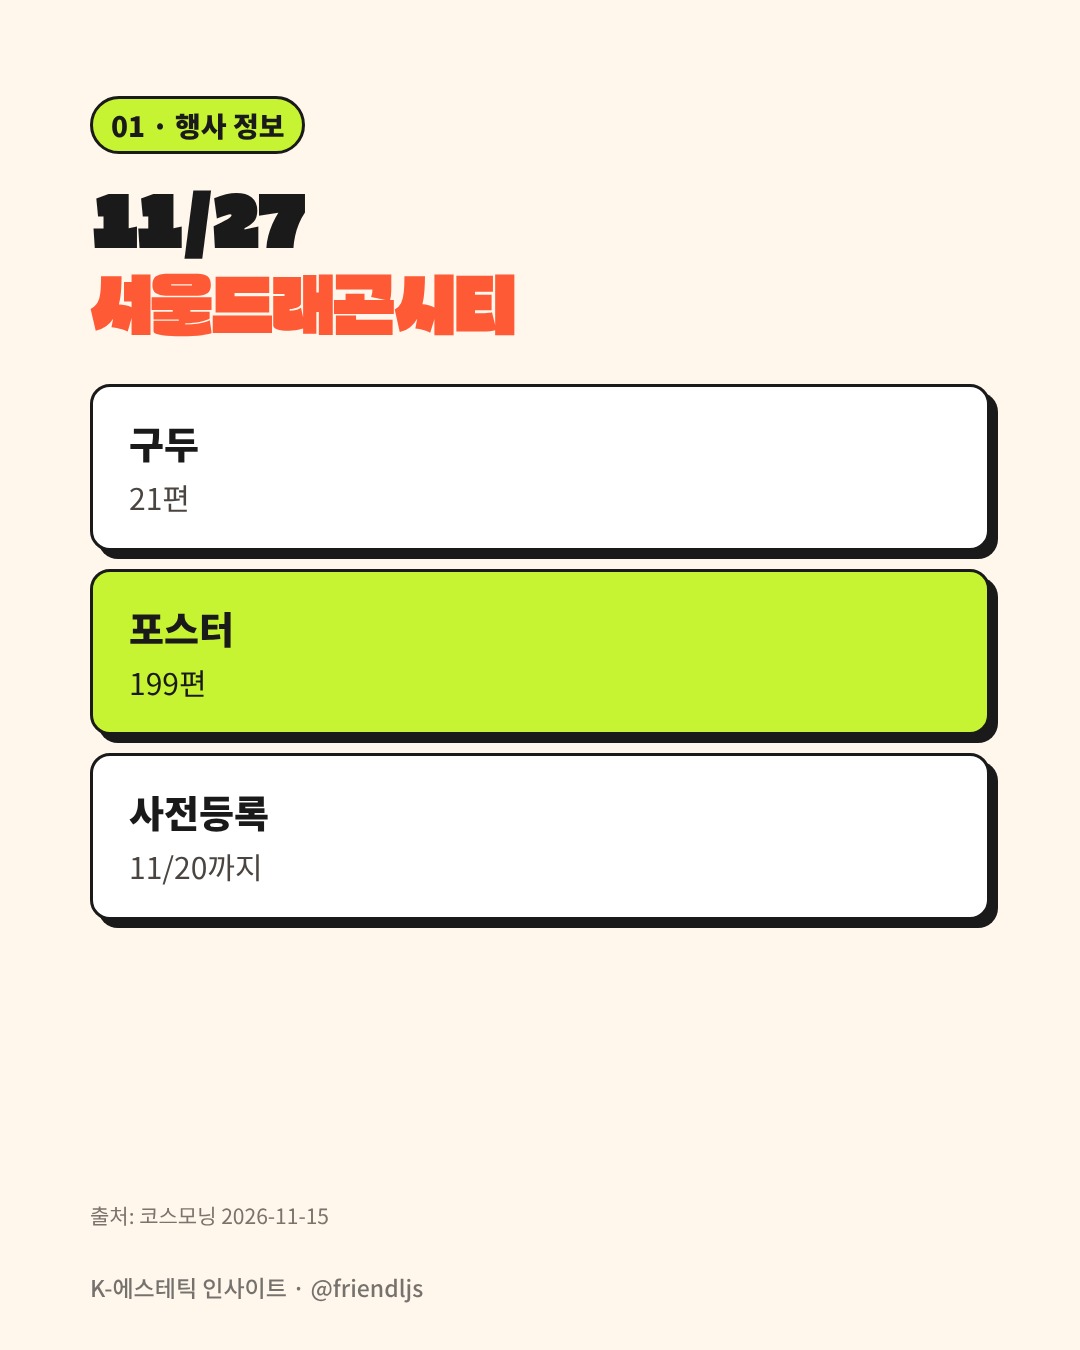 01 · 행사 정보
11/27
서울드래곤시티
구두
21편
포스터
199편
사전등록
11/20까지
출처: 코스모닝 2026-11-15
K-에스테틱 인사이트 · @friendljs